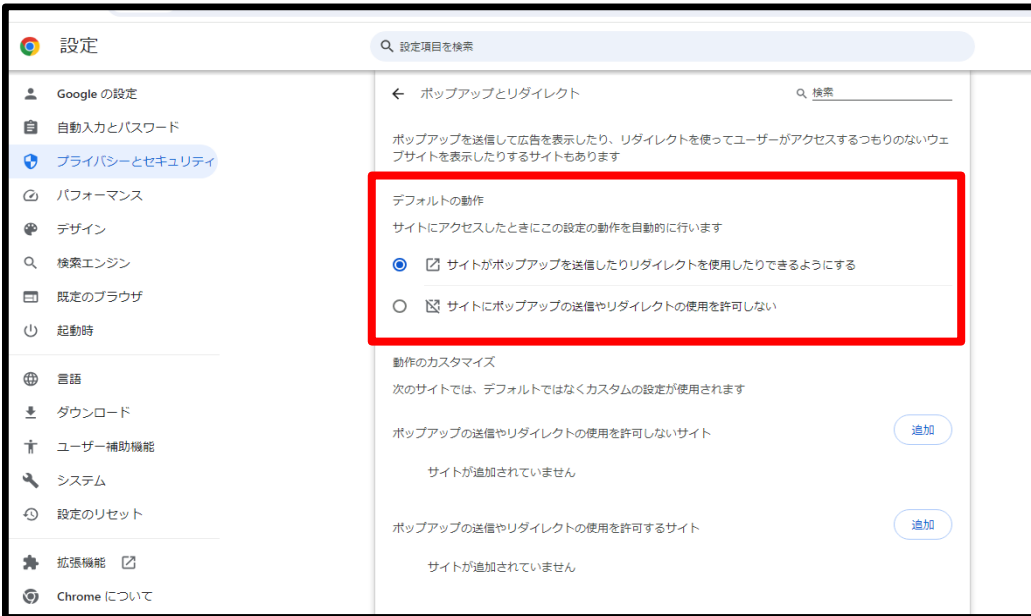 設定
設定項目を検索
Google の設定
自動入力とパスワード
プライバシーとセキュリティ
パフォーマンス
デザイン
検索エンジン
既定のブラウザ
起動時
言語
ダウンロード
ユーザー補助機能
システム
設定のリセット
拡張機能
Chrome について
ポップアップとリダイレクト
検索
ポップアップを送信して広告を表示したり、リダイレクトを使ってユーザーがアクセスするつもりのないウェ
ブサイトを表示したりするサイトもあります
デフォルトの動作
サイトにアクセスしたときにこの設定の動作を自動的に行います
サイトがポップアップを送信したりリダイレクトを使用したりできるようにする
サイトにポップアップの送信やリダイレクトの使用を許可しない
動作のカスタマイズ
次のサイトでは、デフォルトではなくカスタムの設定が使用されます
ポップアップの送信やリダイレクトの使用を許可しないサイト
追加
サイトが追加されていません
ポップアップの送信やリダイレクトの使用を許可するサイト
追加
サイトが追加されていません